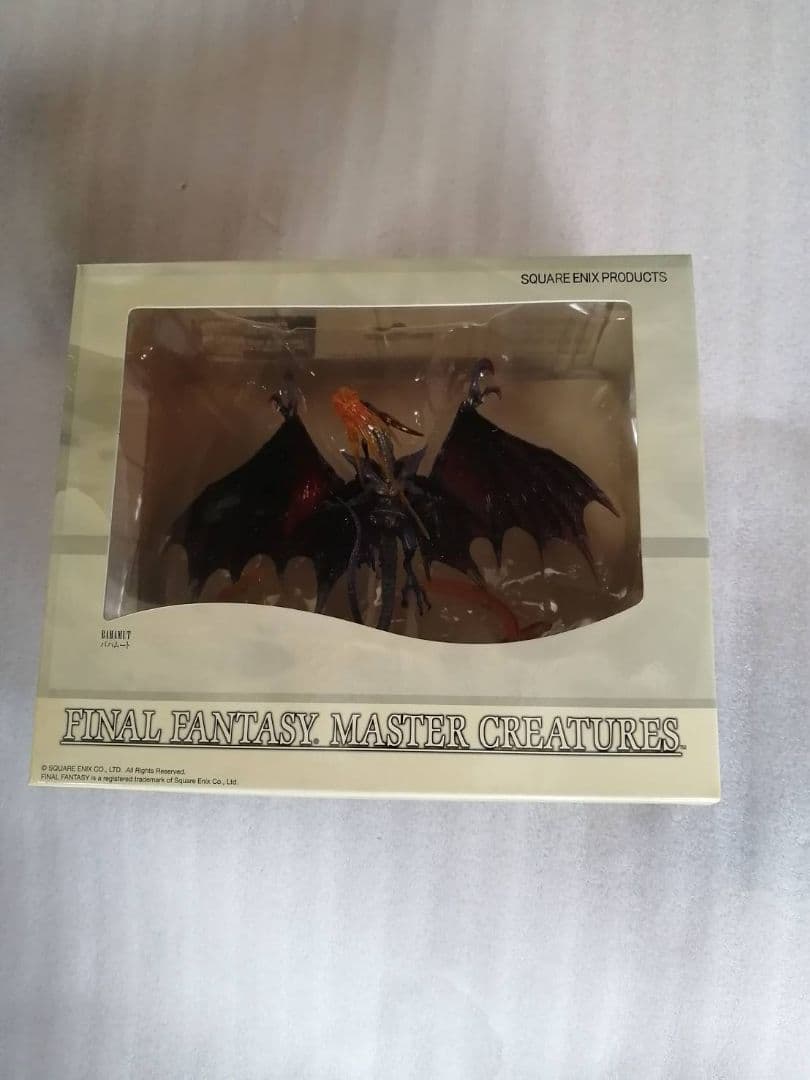 SQUARE ENIX PRODUCTS
BAHAMUT
バハムート
FINAL FANTASY® MASTER CREATURES™
© SQUARE ENIX CO., LTD. All Rights Reserved.
FINAL FANTASY is a registered trademark of Square Enix Co., Ltd.